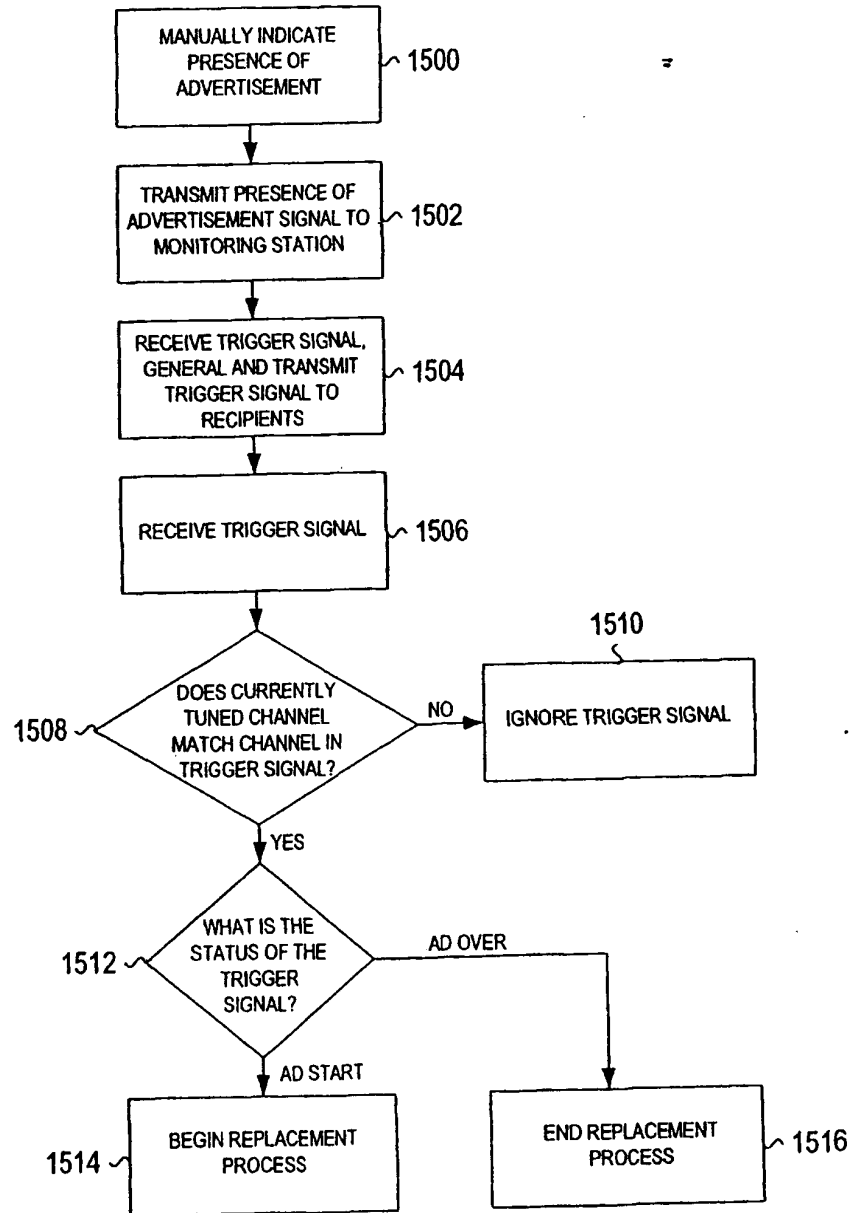 MANUALLY INDICATE
PRESENCE OF
ADVERTISEMENT
1500
TRANSMIT PRESENCE OF
ADVERTISEMENT SIGNAL TO
MONITORING STATION
1502
RECEIVE TRIGGER SIGNAL,
GENERAL AND TRANSMIT
TRIGGER SIGNAL TO
RECIPIENTS
1504
RECEIVE TRIGGER SIGNAL
1506
DOES CURRENTLY
TUNED CHANNEL
MATCH CHANNEL IN
TRIGGER SIGNAL?
1508
NO
1510
IGNORE TRIGGER SIGNAL
YES
WHAT IS THE
STATUS OF THE
TRIGGER
SIGNAL?
1512
AD OVER
AD START
BEGIN REPLACEMENT
PROCESS
1514
END REPLACEMENT
PROCESS
1516